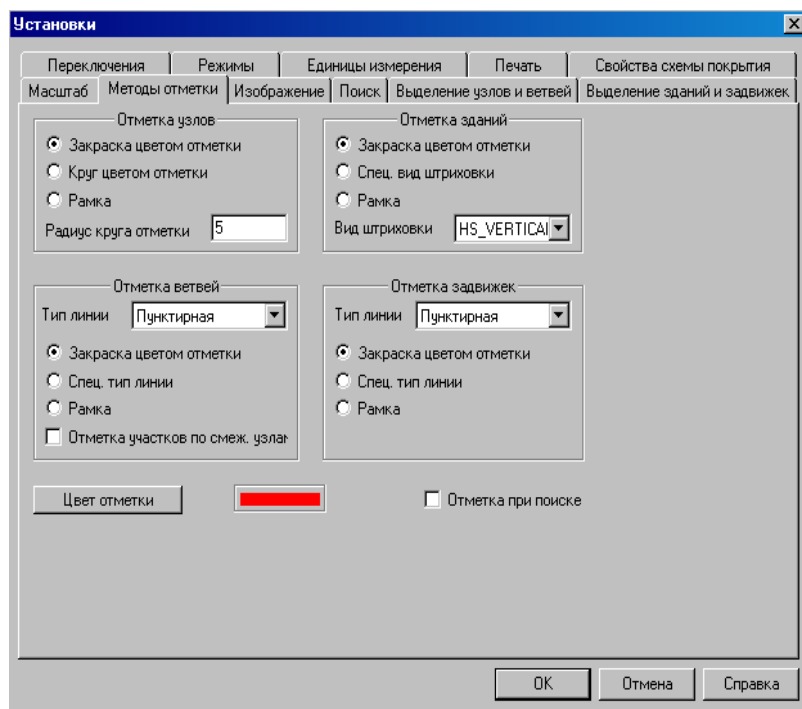 Установки
Переключения Режимы Единицы измерения Печать Свойства схемы покрытия
Масштаб Методы отметки Изображение Поиск Выделение узлов и ветвей Выделение зданий и задвижек
Отметка узлов
Закраска цветом отметки
Круг цветом отметки
Рамка
Радиус круга отметки 5
Отметка зданий
Закраска цветом отметки
Спец. вид штриховки
Рамка
Вид штриховки HS_VERTICAL
Отметка ветвей
Тип линии Пунктирная
Закраска цветом отметки
Спец. тип линии
Рамка
Отметка участков по смеж. узлам
Отметка задвижек
Тип линии Пунктирная
Закраска цветом отметки
Спец. тип линии
Рамка
Цвет отметки Отметка при поиске
OK Отмена Справка